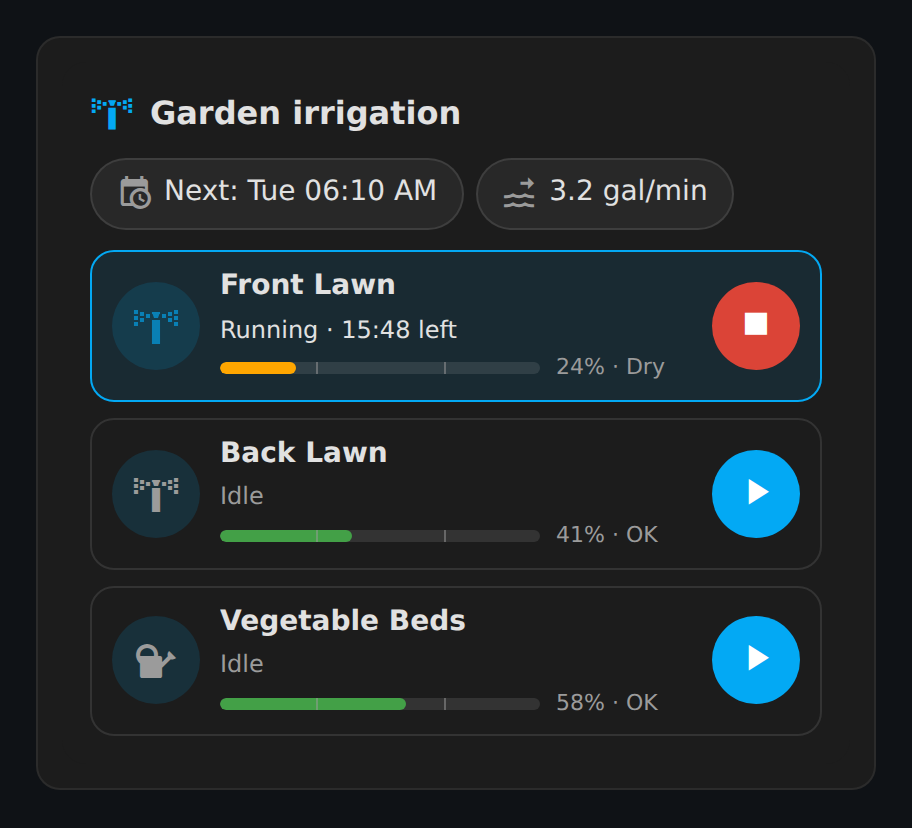 Garden irrigation
Next: Tue 06:10 AM
3.2 gal/min
Front Lawn
Running · 15:48 left
24% · Dry
Back Lawn
Idle
41% · OK
Vegetable Beds
Idle
58% · OK